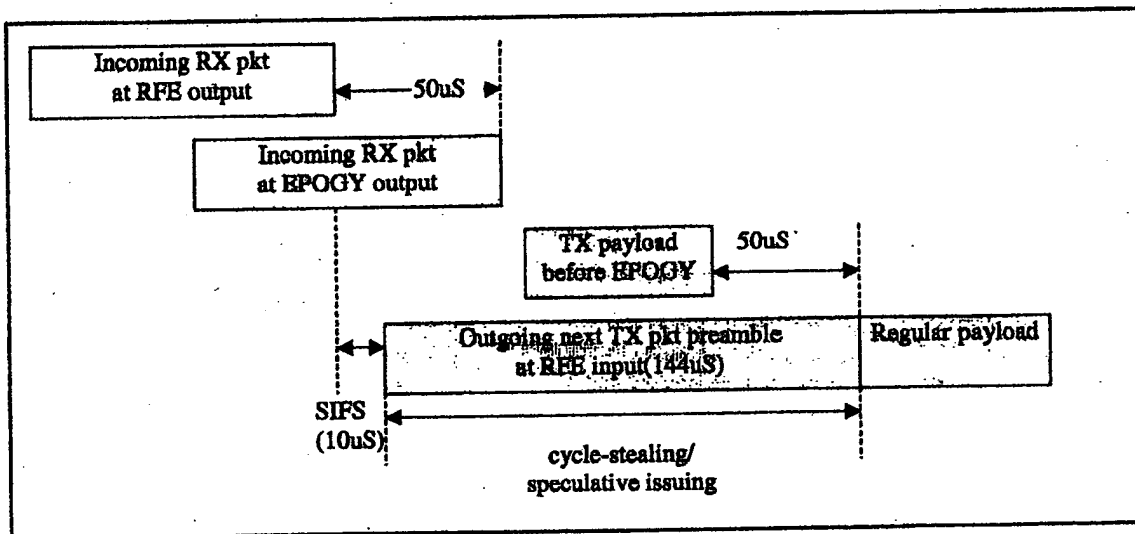 Incoming RX pkt
at RFE output
50uS
Incoming RX pkt
at EPOGY output
TX payload
before EPOGY
50uS
Outgoing next TX pkt preamble
at RFE input(144uS)
Regular payload
SIFS
(10uS)
cycle-stealing/
speculative issuing